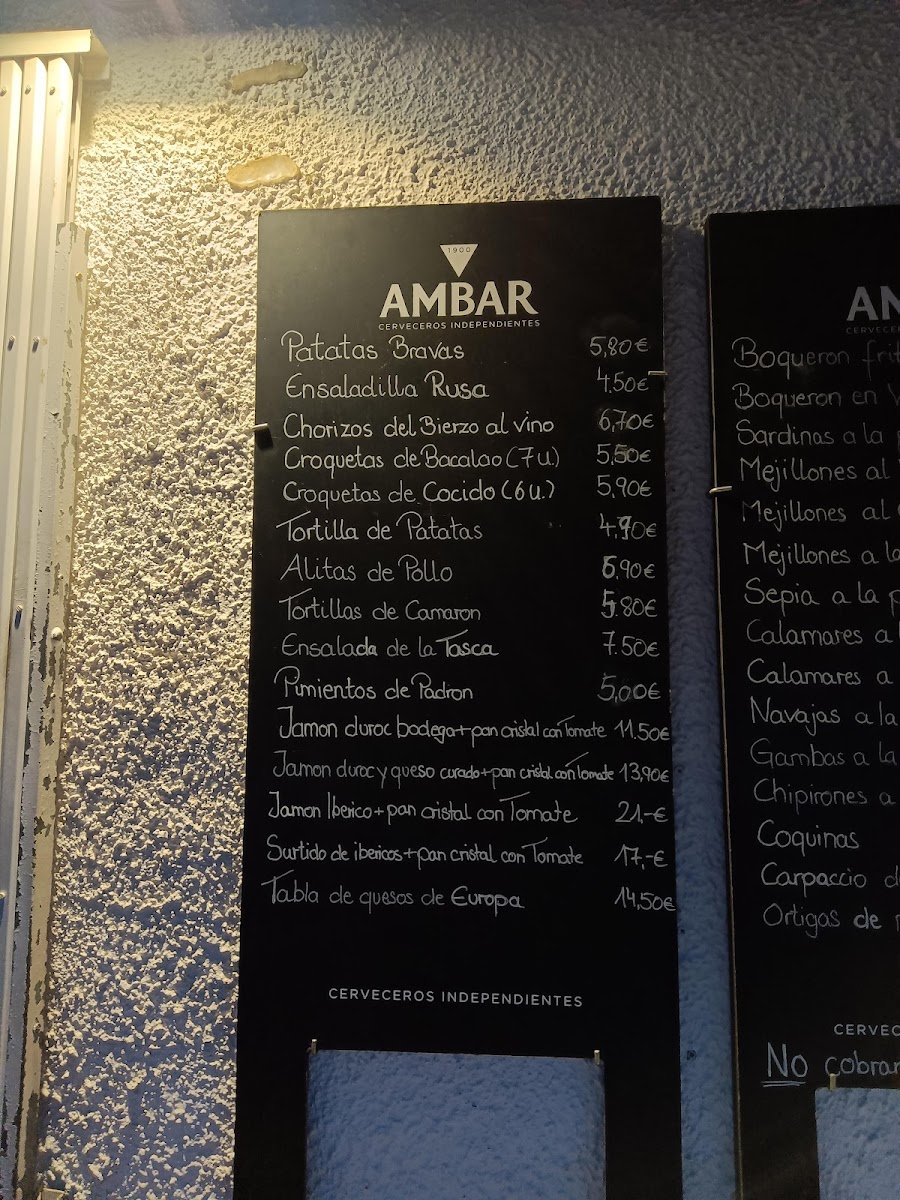 1900
AMBAR
CERVECEROS INDEPENDIENTES
Patatas Bravas 5,80€
Ensaladilla Rusa 4.50€
Chorizos del Bierzo al vino 6,70€
Croquetas de Bacalao (7u) 5,50€
Croquetas de Cocido (6u.) 5,90€
Tortilla de Patatas 4.90€
Alitas de Pollo 6,90€
Tortillas de Camaron 5.80€
Ensalada de la Tasca 7.50€
Pimientos de Padron 5,00€
Jamon duroc bodega+pan cristal con Tomate 11.50€
Jamon duroc y queso curado+pan cristal con Tomate 13,90€
Jamon Iberico+pan cristal con Tomate 21,-€
Surtido de ibericos+pan cristal con Tomate 17,-€
Tabla de quesos de Europa 14,50€
CERVECEROS INDEPENDIENTES
Boqueron
Boqueron en
Sardinas a la
Mejillones al
Mejillones al
Mejillones a la
Sepia a la
Calamares a
Calamares a
Navajas a la
Gambas a la
Chipirones a
Coquinas
Carpaccio
Ortigas de
No